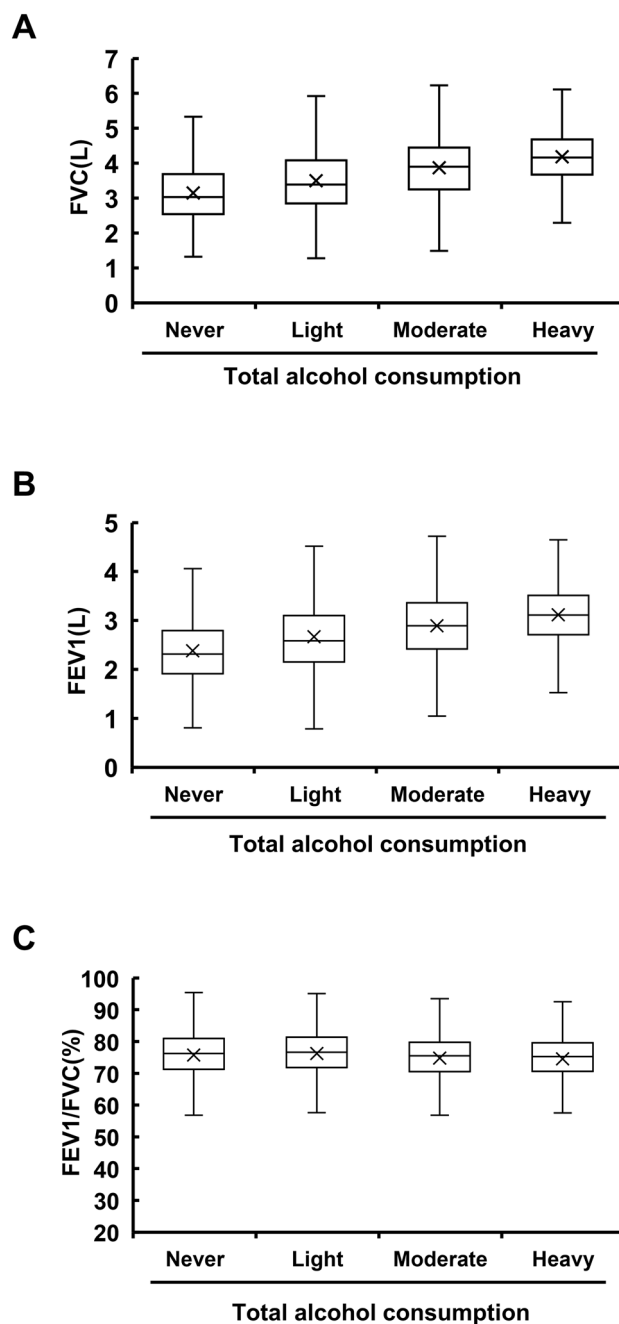 A
FVC(L)
7
6
5
4
3
2
1
0
Never Light Moderate Heavy
Total alcohol consumption
B
FEV1(L)
5
4
3
2
1
0
Never Light Moderate Heavy
Total alcohol consumption
C
FEV1/FVC(%)
100
90
80
70
60
50
40
30
20
Never Light Moderate Heavy
Total alcohol consumption